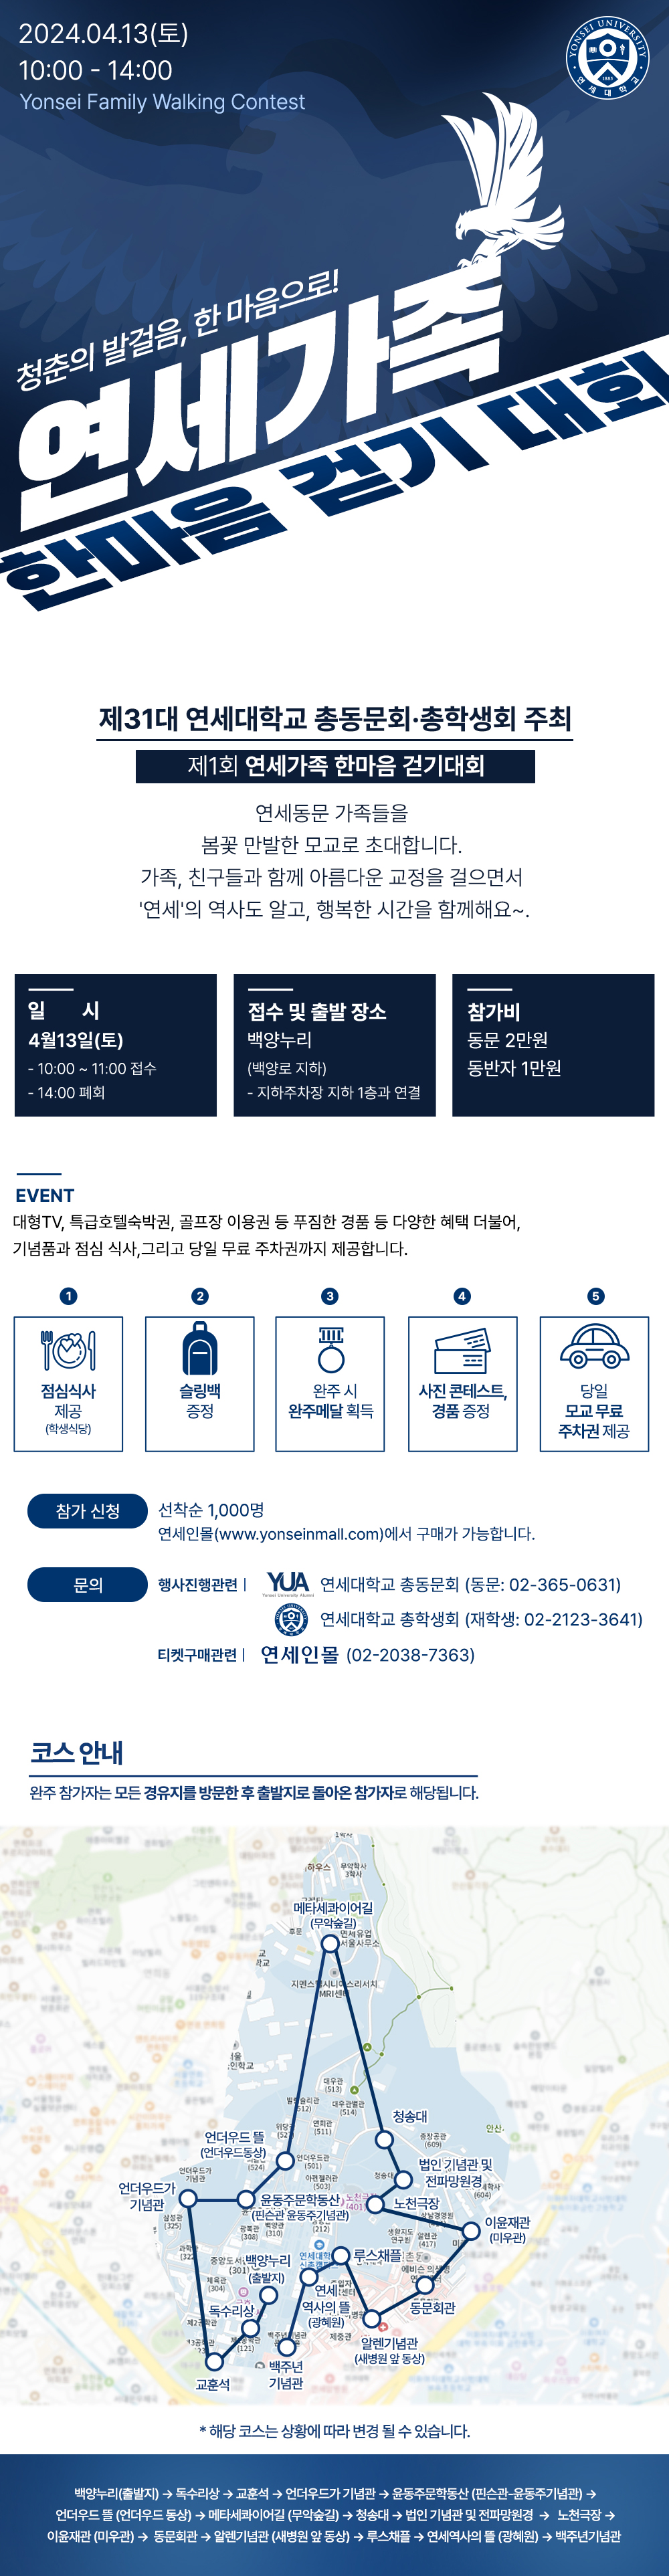 2024.04.13(토)
10:00 - 14:00
Yonsei Family Walking Contest
YONSEI UNIVERSITY
1885
연세대학교
청춘의 발걸음, 한 마음으로!
연세가족
한마음 걷기 대회
제31대 연세대학교 총동문회·총학생회 주최
제1회 연세가족 한마음 걷기대회
연세동문 가족들을
봄꽃 만발한 모교로 초대합니다.
가족, 친구들과 함께 아름다운 교정을 걸으면서
'연세'의 역사도 알고, 행복한 시간을 함께해요~.
일 시
4월13일(토)
- 10:00 ~ 11:00 접수
- 14:00 폐회
접수 및 출발 장소
백양누리
(백양로 지하)
- 지하주차장 지하 1층과 연결
참가비
동문 2만원
동반자 1만원
EVENT
대형TV, 특급호텔숙박권, 골프장 이용권 등 푸짐한 경품 등 다양한 혜택 더불어,
기념품과 점심 식사,그리고 당일 무료 주차권까지 제공합니다.
1
점심식사
제공
(학생식당)
2
슬링백
증정
3
완주 시
완주메달 획득
4
사진 콘테스트,
경품 증정
5
당일
모교 무료
주차권 제공
참가 신청
선착순 1,000명
연세인몰(www.yonseinmall.com)에서 구매가 가능합니다.
문의
행사진행관련 | YUA 연세대학교 총동문회 (동문: 02-365-0631)
연세대학교 총학생회 (재학생: 02-2123-3641)
티켓구매관련 | 연세인몰 (02-2038-7363)
코스 안내
완주 참가자는 모든 경유지를 방문한 후 출발지로 돌아온 참가자로 해당됩니다.
메타세콰이어길
(무악숲길)
대우관
(513)
대우관별관
(514)
연희관
(511)
청송대
언더우드 뜰
(언더우드동상)
언더우드관
(501)
법인 기념관 및
전파망원경
언더우드가
기념관
윤동주문학동산
(핀슨관 윤동주기념관)
노천극장
이윤재관
(미우관)
백양누리
(출발지)
루스채플
독수리상
연세
역사의 뜰
(광혜원)
동문회관
알렌기념관
(새병원 앞 동상)
교훈석
백주년
기념관
* 해당 코스는 상황에 따라 변경 될 수 있습니다.
백양누리(출발지) → 독수리상 → 교훈석 → 언더우드가 기념관 → 윤동주문학동산 (핀슨관-윤동주기념관) →
언더우드 뜰 (언더우드 동상) → 메타세콰이어길 (무악숲길) → 청송대 → 법인 기념관 및 전파망원경 → 노천극장 →
이윤재관 (미우관) → 동문회관 → 알렌기념관 (새병원 앞 동상) → 루스채플 → 연세역사의 뜰 (광혜원) → 백주년기념관